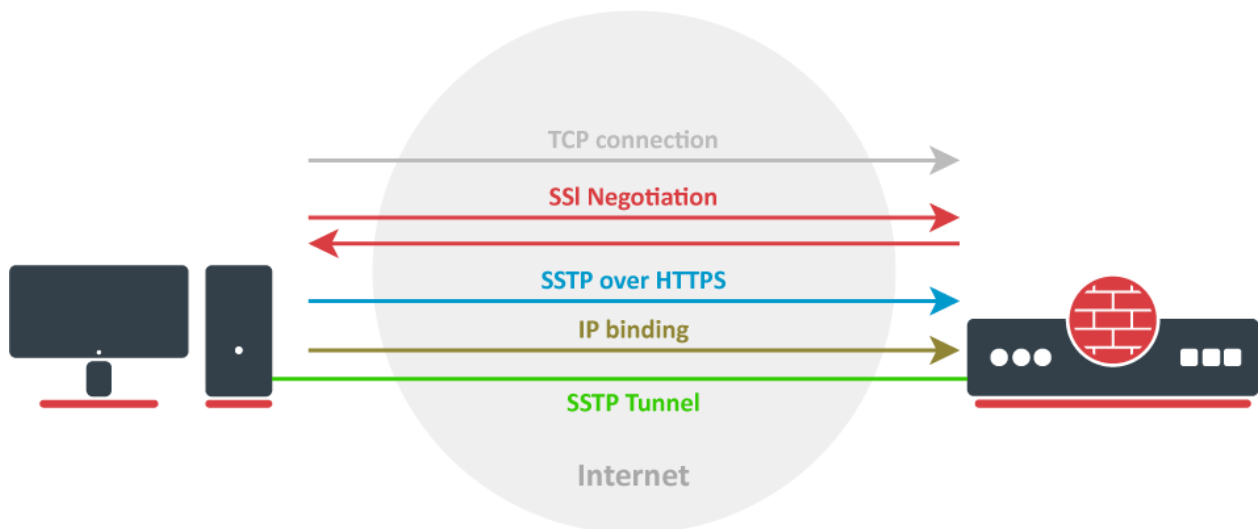 TCP connection
SSl Negotiation
SSTP over HTTPS
IP binding
SSTP Tunnel
Internet